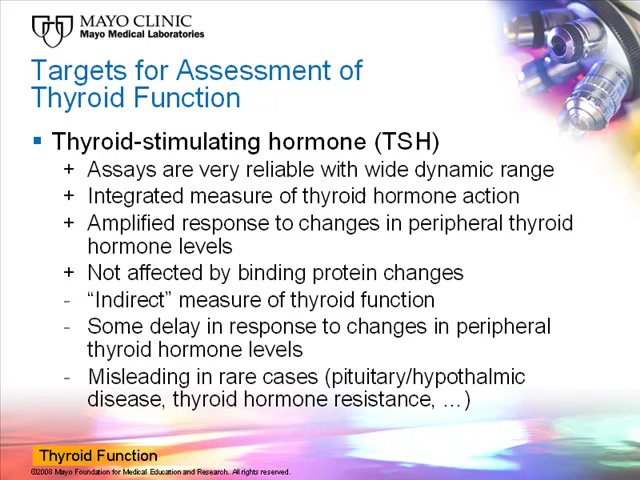 MAYO CLINIC
Mayo Medical Laboratories
Targets for Assessment of
Thyroid Function
▪ Thyroid-stimulating hormone (TSH)
+ Assays are very reliable with wide dynamic range
+ Integrated measure of thyroid hormone action
+ Amplified response to changes in peripheral thyroid
hormone levels
+ Not affected by binding protein changes
- “Indirect” measure of thyroid function
- Some delay in response to changes in peripheral
thyroid hormone levels
- Misleading in rare cases (pituitary/hypothalmic
disease, thyroid hormone resistance, …)
Thyroid Function
©2008 Mayo Foundation for Medical Education and Research. All rights reserved.